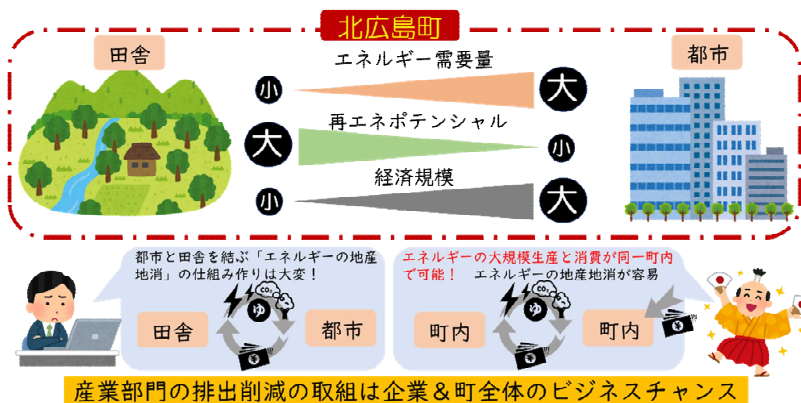 北広島町
田舎
都市
エネルギー需要量
小
大
再エネポテンシャル
大
小
経済規模
小
大
都市と田舎を結ぶ「エネルギーの地産
地消」の仕組み作りは大変！
田舎
ゆ
CO₂
¥
都市
エネルギーの大規模生産と消費が同一町内
で可能！ エネルギーの地産地消が容易
町内
ゆ
CO₂
¥
町内
¥
産業部門の排出削減の取組は企業＆町全体のビジネスチャンス